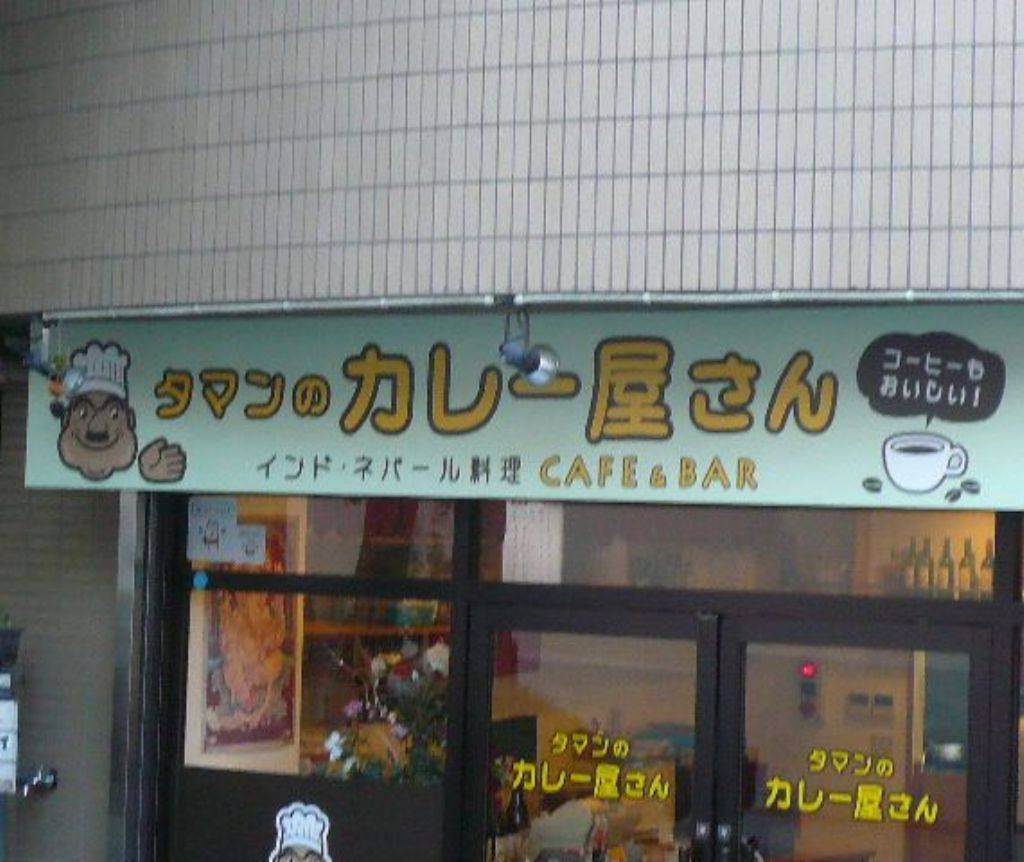 タマンのカレー屋さん
コーヒーも
おいしい!
インド・ネパール料理 CAFE & BAR
タマンの
カレー屋さん
タマンの
カレー屋さん